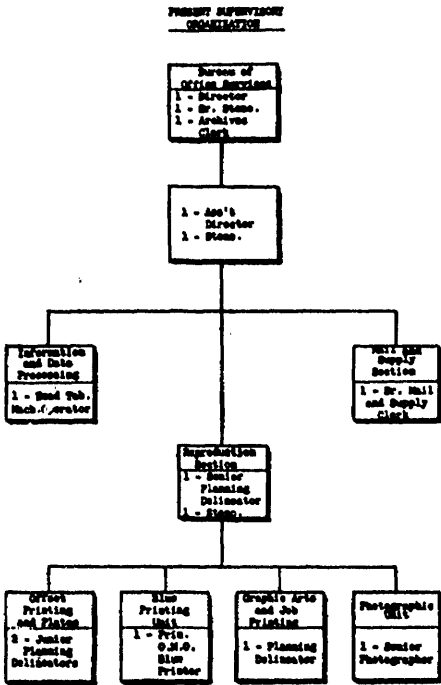 PRESENT SUPERVISORY
ORGANIZATION
Bureau of
Office Services
1 - Director
1 - Sr. Steno.
1 - Archives
Clerk
1 - Ass't
Director
1 - Steno.
Information
and Data
Processing
1 - Head Tab.
Mach. Operator
Mail and
Supply
Section
1 - Sr. Mail
and Supply
Clerk
Reproduction
Section
1 - Senior
Planning
Delineator
1 - Steno.
Offset
Printing
and Plates
2 - Junior
Planning
Delineators
Blue
Printing
Unit
1 - Prin.
O.M.O.
Blue
Printer
Graphic Arts
and Job
Printing
1 - Planning
Delineator
Photographic
Unit
1 - Senior
Photographer